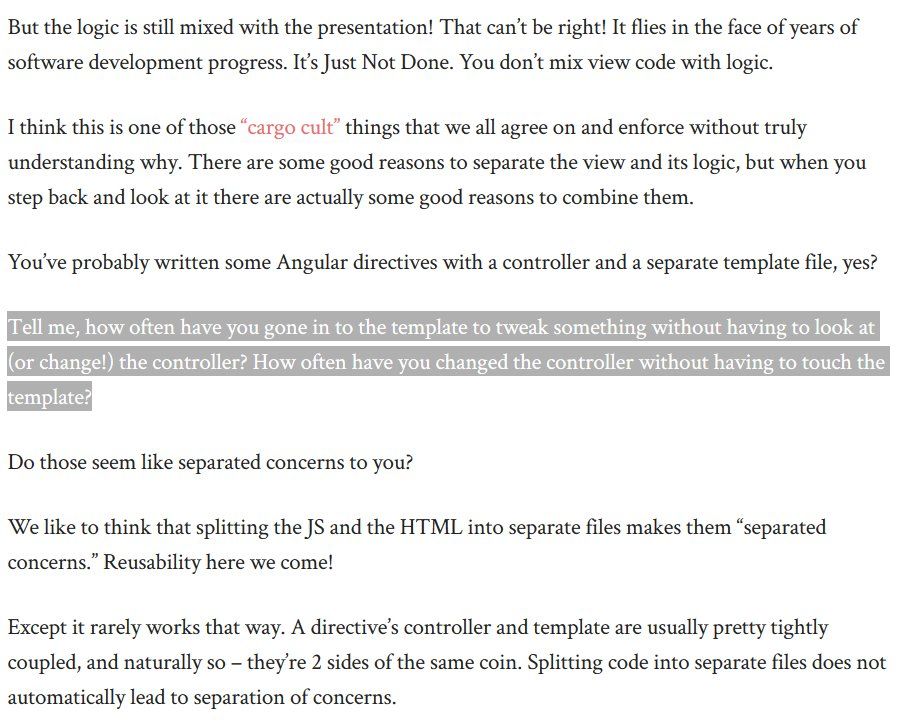 But the logic is still mixed with the presentation! That can’t be right! It flies in the face of years of
software development progress. It’s Just Not Done. You don’t mix view code with logic.
I think this is one of those “cargo cult” things that we all agree on and enforce without truly
understanding why. There are some good reasons to separate the view and its logic, but when you
step back and look at it there are actually some good reasons to combine them.
You’ve probably written some Angular directives with a controller and a separate template file, yes?
Tell me, how often have you gone in to the template to tweak something without having to look at
(or change!) the controller? How often have you changed the controller without having to touch the
template?
Do those seem like separated concerns to you?
We like to think that splitting the JS and the HTML into separate files makes them “separated
concerns.” Reusability here we come!
Except it rarely works that way. A directive’s controller and template are usually pretty tightly
coupled, and naturally so – they’re 2 sides of the same coin. Splitting code into separate files does not
automatically lead to separation of concerns.